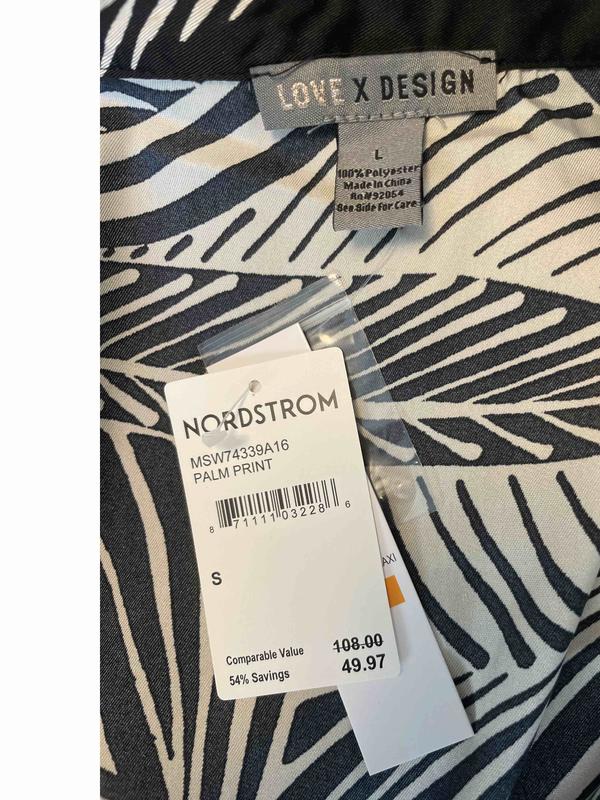 LOVE X DESIGN
L
100% Polyester
Made In China
Rn#92054
See Side For Care
NORDSTROM
MSW74339A16
PALM PRINT
8 71111 03228 6
S
AXI
Comparable Value 108.00
54% Savings 49.97